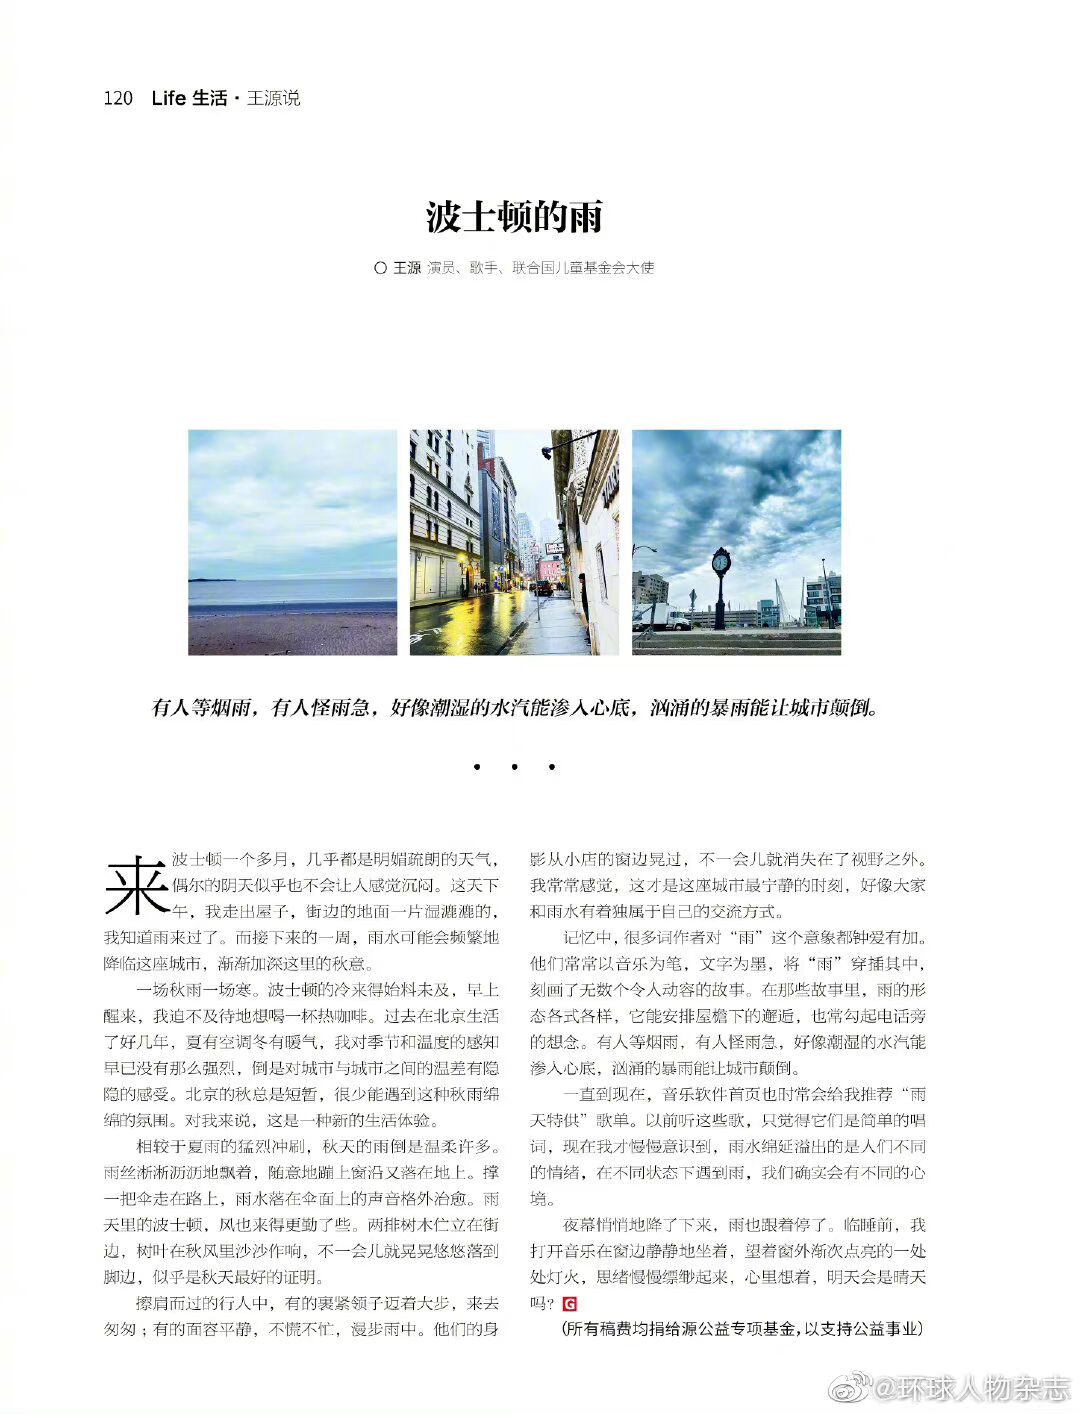 120 Life 生活·王源说
波士顿的雨
○ 王源 演员、歌手、联合国儿童基金会大使
有人等烟雨，有人怪雨急，好像潮湿的水汽能渗入心底，汹涌的暴雨能让城市颠倒。
• • •
来波士顿一个多月，几乎都是明媚疏朗的天气，
偶尔的阴天似乎也不会让人感觉沉闷。这天下
午，我走出屋子，街边的地面一片湿漉漉的，
我知道雨来过了。而接下来的一周，雨水可能会频繁地
降临这座城市，渐渐加深这里的秋意。
一场秋雨一场寒。波士顿的冷来得始料未及，早上
醒来，我迫不及待地想喝一杯热咖啡。过去在北京生活
了好几年，夏有空调冬有暖气，我对季节和温度的感知
早已没有那么强烈，倒是对城市与城市之间的温差有隐
隐的感受。北京的秋总是短暂，很少能遇到这种秋雨绵
绵的氛围。对我来说，这是一种新的生活体验。
相较于夏雨的猛烈冲刷，秋天的雨倒是温柔许多。
雨丝淅淅沥沥地飘着，随意地蹦上窗沿又落在地上。撑
一把伞走在路上，雨水落在伞面上的声音格外治愈。雨
天里的波士顿，风也来得更勤了些。两排树木伫立在街
边，树叶在秋风里沙沙作响，不一会儿就晃晃悠悠落到
脚边，似乎是秋天最好的证明。
擦肩而过的行人中，有的裹紧领子迈着大步，来去
匆匆；有的面容平静，不慌不忙，漫步雨中。他们的身
影从小店的窗边晃过，不一会儿就消失在了视野之外。
我常常感觉，这才是这座城市最宁静的时刻，好像大家
和雨水有着独属于自己的交流方式。
记忆中，很多词作者对“雨”这个意象都钟爱有加。
他们常常以音乐为笔，文字为墨，将“雨”穿插其中，
刻画了无数个令人动容的故事。在那些故事里，雨的形
态各式各样，它能安排屋檐下的邂逅，也常勾起电话旁
的想念。有人等烟雨，有人怪雨急，好像潮湿的水汽能
渗入心底，汹涌的暴雨能让城市颠倒。
一直到现在，音乐软件首页也时常会给我推荐“雨
天特供”歌单。以前听这些歌，只觉得它们是简单的唱
词，现在我才慢慢意识到，雨水绵延溢出的是人们不同
的情绪，在不同状态下遇到雨，我们确实会有不同的心
境。
夜幕悄悄地降了下来，雨也跟着停了。临睡前，我
打开音乐在窗边静静地坐着，望着窗外渐次点亮的一处
处灯火，思绪慢慢缥缈起来，心里想着，明天会是晴天
吗？G
（所有稿费均捐给源公益专项基金，以支持公益事业）
@环球人物杂志